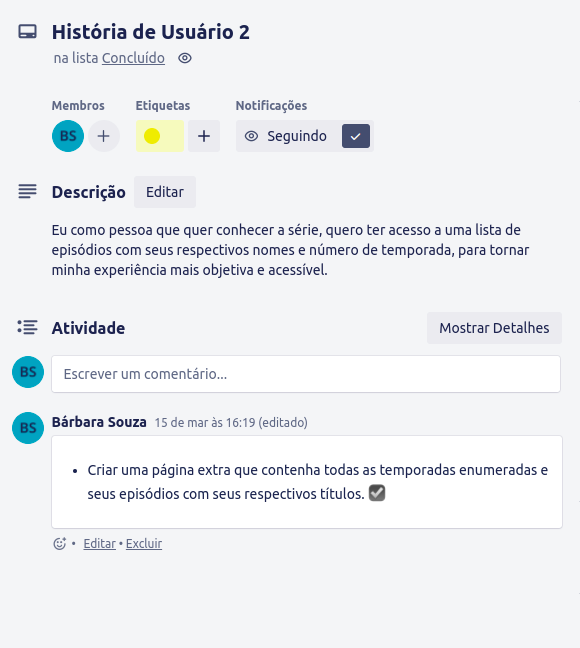 História de Usuário 2
na lista Concluído
Membros Etiquetas Notificações
BS Seguindo
Descrição Editar
Eu como pessoa que quer conhecer a série, quero ter acesso a uma lista de
episódios com seus respectivos nomes e número de temporada, para tornar
minha experiência mais objetiva e acessível.
Atividade Mostrar Detalhes
BS Escrever um comentário...
BS Bárbara Souza 15 de mar às 16:19 (editado)
• Criar uma página extra que contenha todas as temporadas enumeradas e
seus episódios com seus respectivos títulos. ☑
• Editar • Excluir